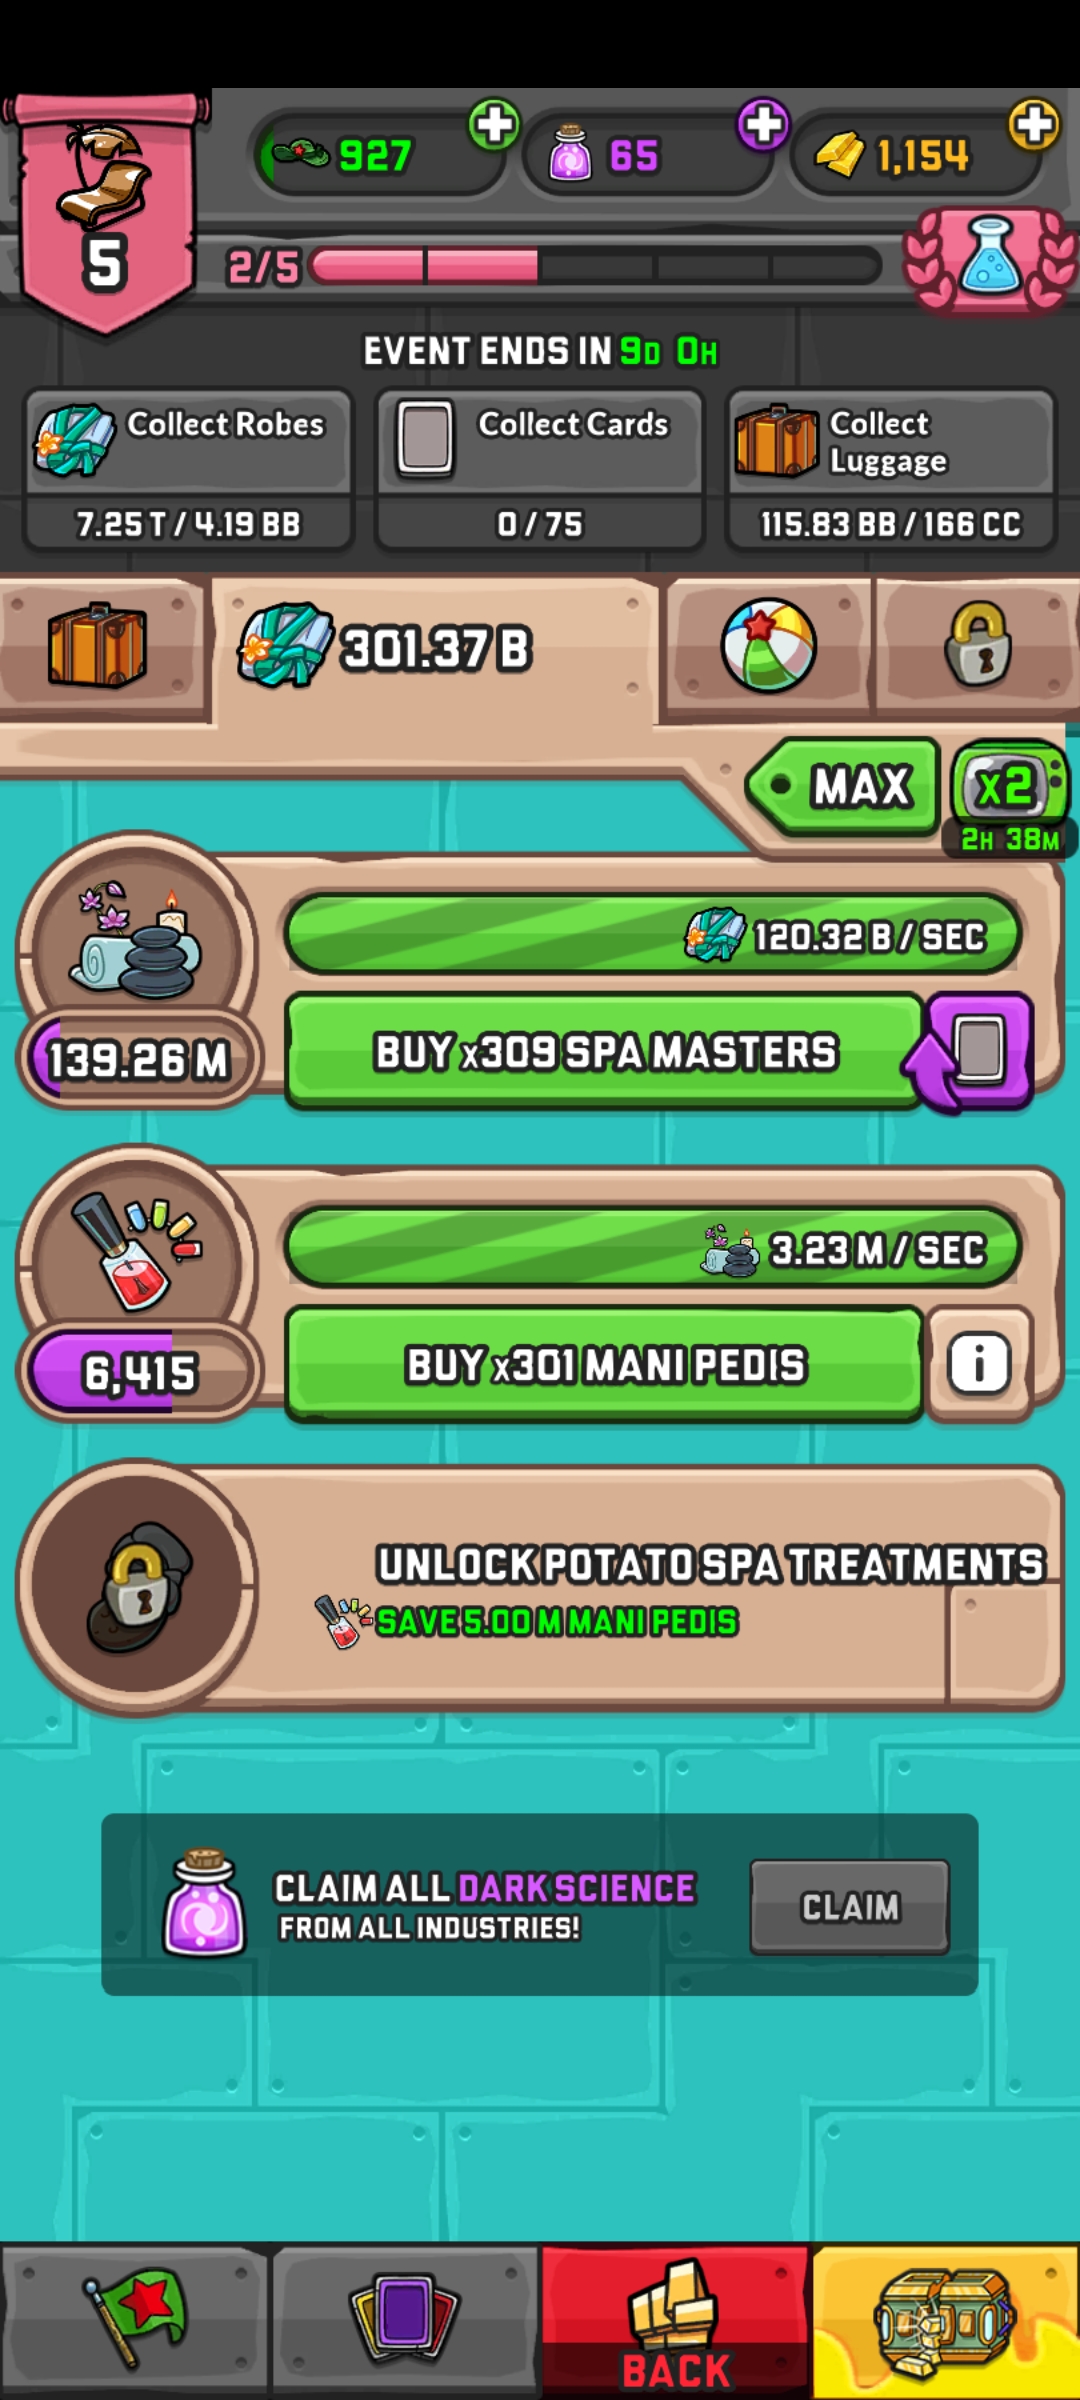 927
65
1,154
5
2/5
EVENT ENDS IN 9D 0H
Collect Robes
7.25 T / 4.19 BB
Collect Cards
0 / 75
Collect
Luggage
115.83 BB / 166 CC
301.37 B
MAX
x2
2H 38M
120.32 B / SEC
139.26 M
BUY x309 SPA MASTERS
3.23 M / SEC
6,415
BUY x301 MANI PEDIS
i
UNLOCK POTATO SPA TREATMENTS
SAVE 5.00 M MANI PEDIS
CLAIM ALL DARK SCIENCE
FROM ALL INDUSTRIES!
CLAIM
BACK